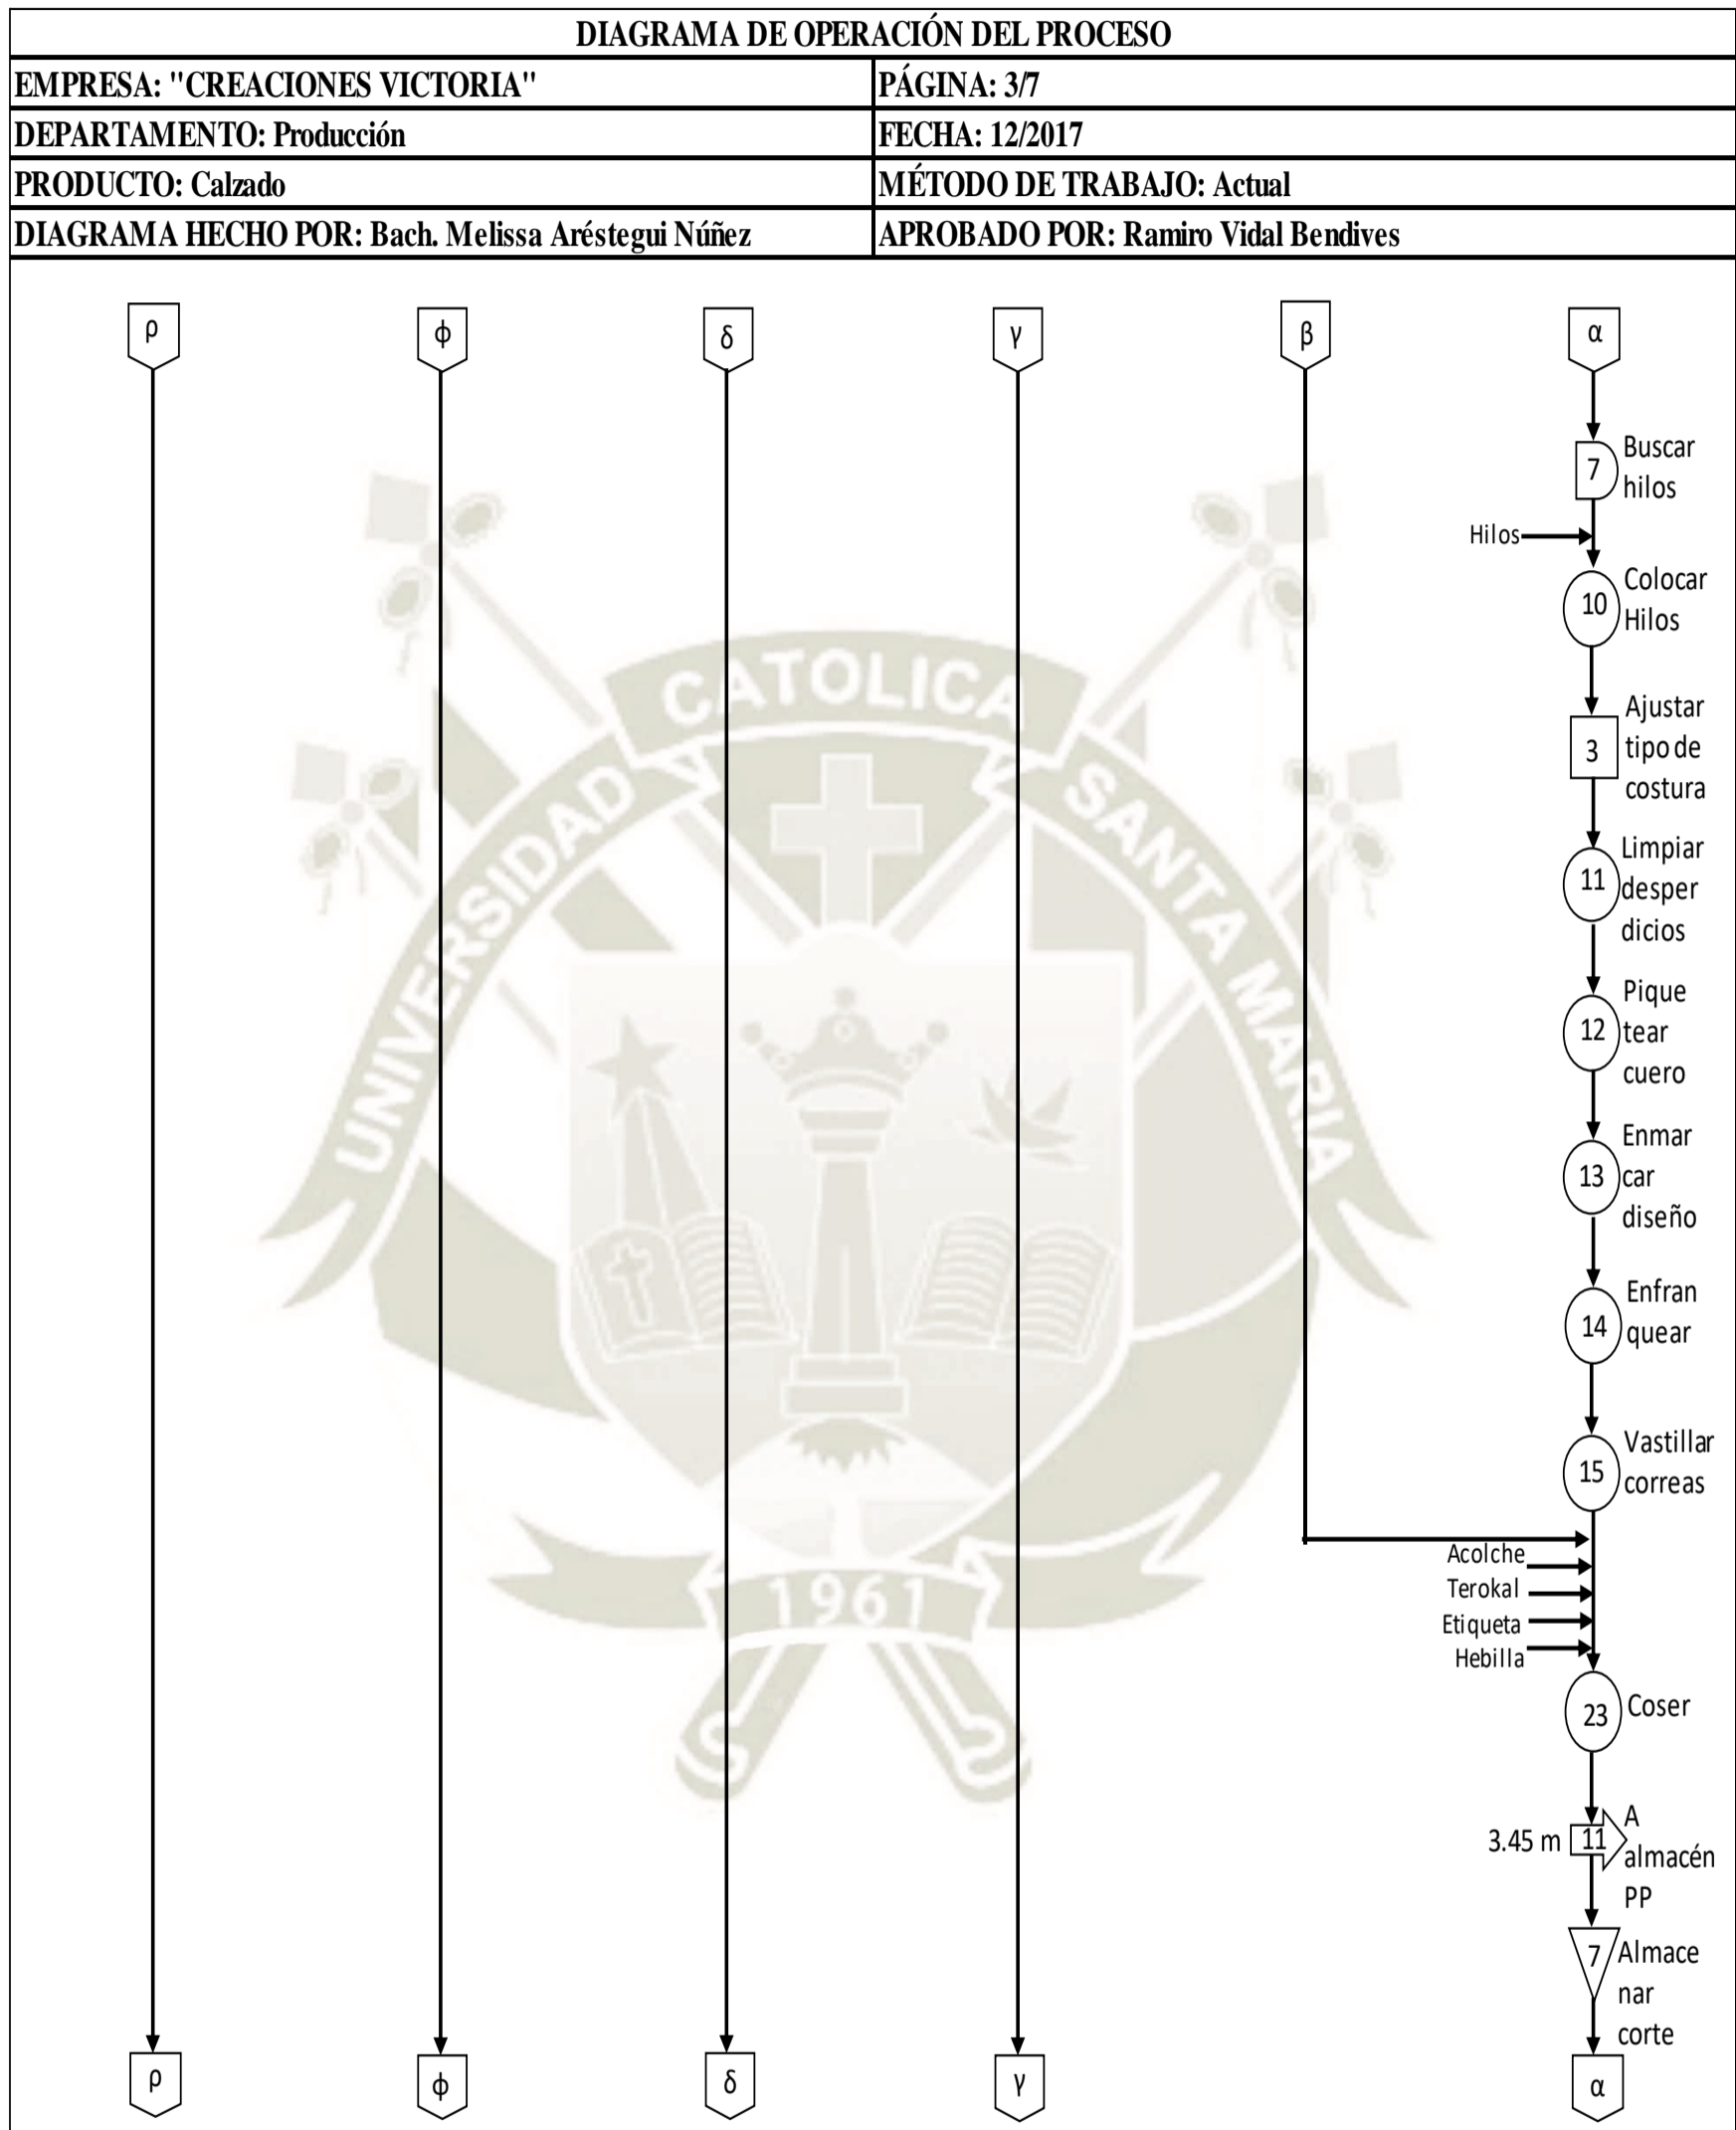 DIAGRAMA DE OPERACIÓN DEL PROCESO
EMPRESA: "CREACIONES VICTORIA"
PÁGINA: 3/7
DEPARTAMENTO: Producción
FECHA: 12/2017
PRODUCTO: Calzado
MÉTODO DE TRABAJO: Actual
DIAGRAMA HECHO POR: Bach. Melissa Aréstegui Núñez
APROBADO POR: Ramiro Vidal Bendives
ρ
ф
δ
γ
β
α
7
Buscar
hilos
Hilos
10
Colocar
Hilos
3
Ajustar
tipo de
costura
11
Limpiar
desper
dicios
12
Pique
tear
cuero
13
Enmar
car
diseño
14
Enfran
quear
15
Vastillar
correas
Acolche
Terokal
Etiqueta
Hebilla
23
Coser
3.45 m
11
A
almacén
PP
7
Almace
nar
corte
ρ
ф
δ
γ
α
UNIVERSIDAD
CATOLICA
SANTA MARIA
1961